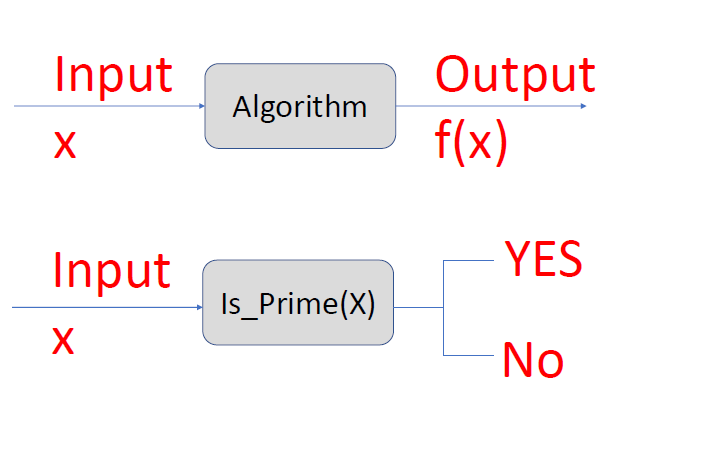 Input
x
Algorithm
Output
f(x)
Input
x
Is_Prime(X)
YES
No